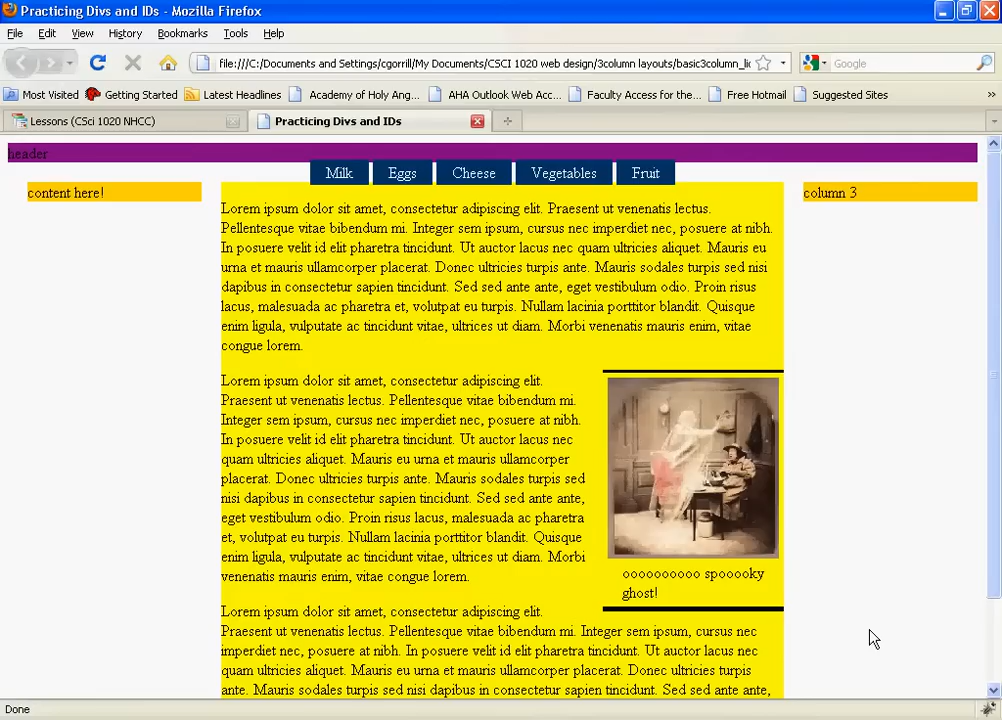 Practicing Divs and IDs - Mozilla Firefox
File Edit View History Bookmarks Tools Help
file:///C:/Documents and Settings/cgorrill/My Documents/CSCI 1020 web design/3column layouts/basic3column_lic
Google
Most Visited Getting Started Latest Headlines Academy of Holy Ang... AHA Outlook Web Acc... Faculty Access for the... Free Hotmail Suggested Sites »
Lessons (CSci 1020 NHCC) Practicing Divs and IDs
header
Milk Eggs Cheese Vegetables Fruit
content here!
column 3
Lorem ipsum dolor sit amet, consectetur adipiscing elit. Praesent ut venenatis lectus.
Pellentesque vitae bibendum mi. Integer sem ipsum, cursus nec imperdiet nec, posuere at nibh.
In posuere velit id elit pharetra tincidunt. Ut auctor lacus nec quam ultricies aliquet. Mauris eu
urna et mauris ullamcorper placerat. Donec ultricies turpis ante. Mauris sodales turpis sed nisi
dapibus in consectetur sapien tincidunt. Sed sed ante ante, eget vestibulum odio. Proin risus
lacus, malesuada ac pharetra et, volutpat eu turpis. Nullam lacinia porttitor blandit. Quisque
enim ligula, vulputate ac tincidunt vitae, ultrices ut diam. Morbi venenatis mauris enim, vitae
congue lorem.
Lorem ipsum dolor sit amet, consectetur adipiscing elit.
Praesent ut venenatis lectus. Pellentesque vitae bibendum mi.
Integer sem ipsum, cursus nec imperdiet nec, posuere at nibh.
In posuere velit id elit pharetra tincidunt. Ut auctor lacus nec
quam ultricies aliquet. Mauris eu urna et mauris ullamcorper
placerat. Donec ultricies turpis ante. Mauris sodales turpis sed
nisi dapibus in consectetur sapien tincidunt. Sed sed ante ante,
eget vestibulum odio. Proin risus lacus, malesuada ac pharetra
et, volutpat eu turpis. Nullam lacinia porttitor blandit. Quisque
enim ligula, vulputate ac tincidunt vitae, ultrices ut diam. Morbi
venenatis mauris enim, vitae congue lorem.
oooooooooo spooooky
ghost!
Lorem ipsum dolor sit amet, consectetur adipiscing elit.
Praesent ut venenatis lectus. Pellentesque vitae bibendum mi. Integer sem ipsum, cursus nec
imperdiet nec, posuere at nibh. In posuere velit id elit pharetra tincidunt. Ut auctor lacus nec
quam ultricies aliquet. Mauris eu urna et mauris ullamcorper placerat. Donec ultricies turpis
ante. Mauris sodales turpis sed nisi dapibus in consectetur sapien tincidunt. Sed sed ante ante,
Done